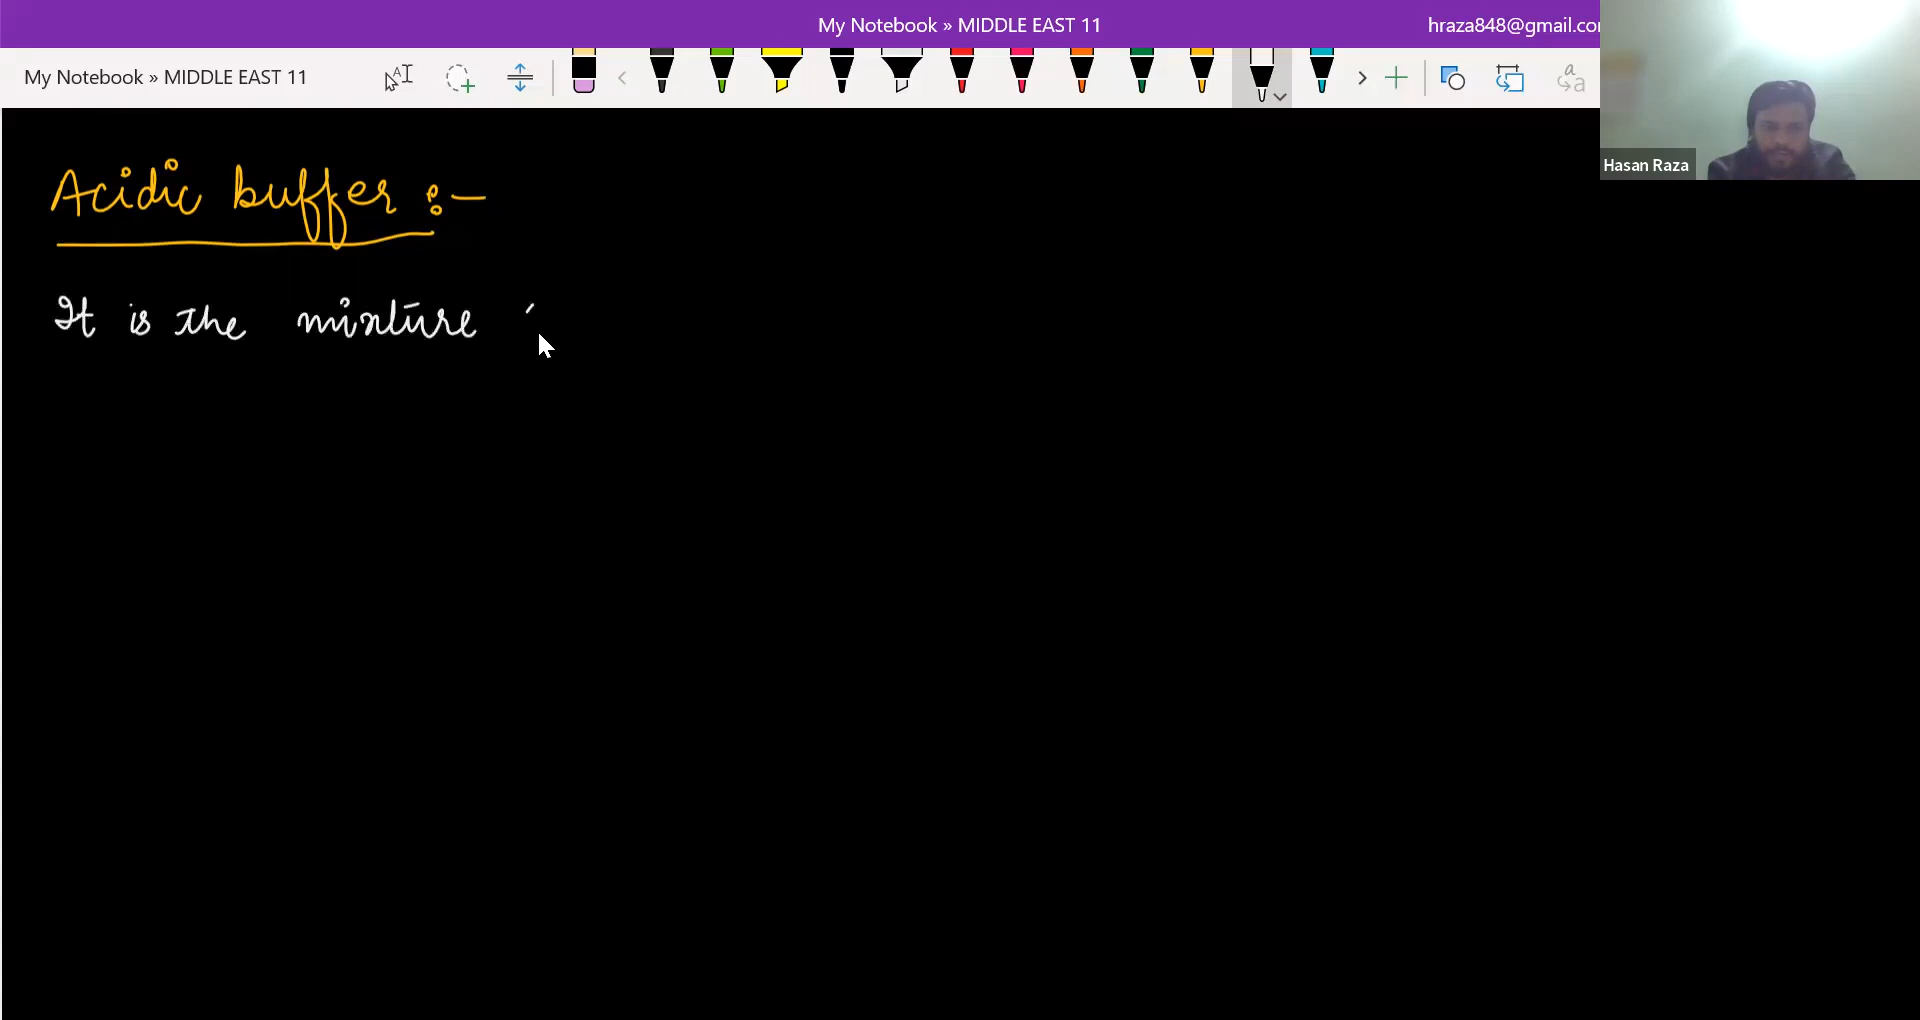 My Notebook » MIDDLE EAST 11
hraza848@gmail.co
My Notebook » MIDDLE EAST 11
Hasan Raza
Acidic buffer :-
It is the mixture